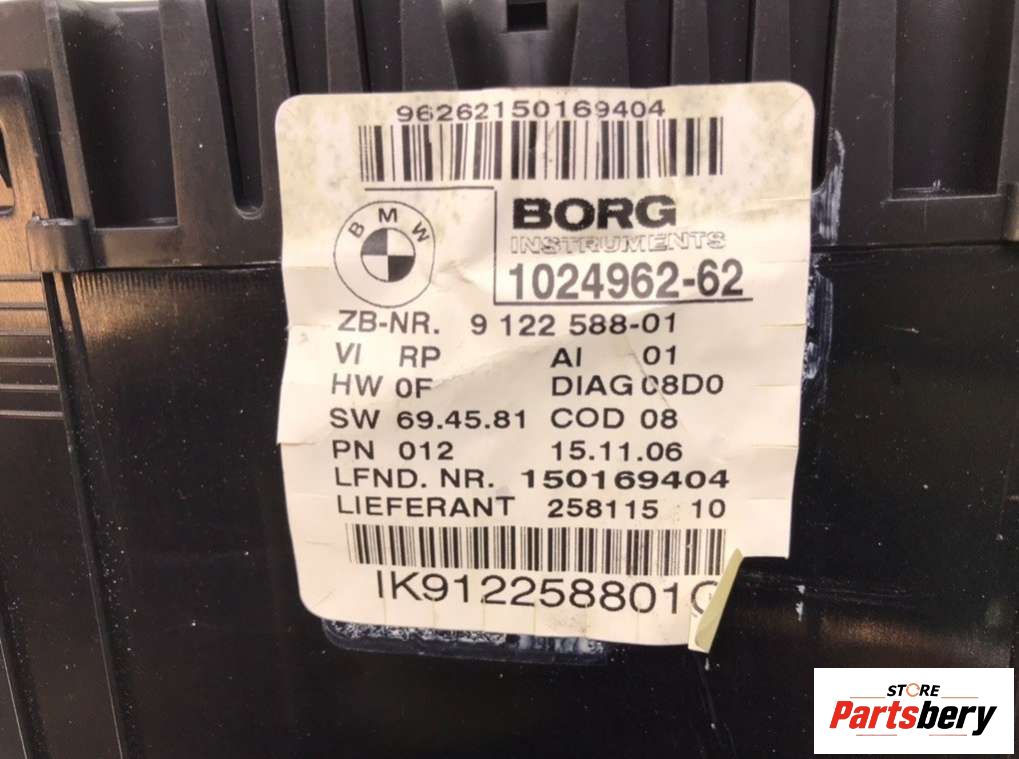 96262150169404
BMW
BORG
INSTRUMENTS
1024962-62
ZB-NR. 9 122 588-01
VI RP AI 01
HW 0F DIAG 08D0
SW 69.45.81 COD 08
PN 012 15.11.06
LFND. NR. 150169404
LIEFERANT 258115 10
IK9122588010
STORE
Partsbery